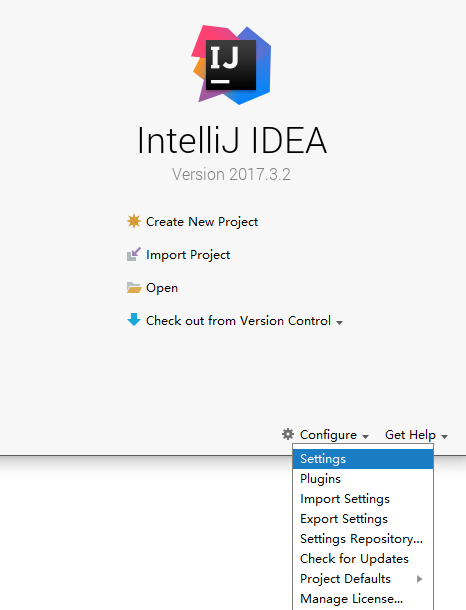 IJ
IntelliJ IDEA
Version 2017.3.2
Create New Project
Import Project
Open
Check out from Version Control
Configure Get Help
Settings
Plugins
Import Settings
Export Settings
Settings Repository...
Check for Updates
Project Defaults
Manage License...